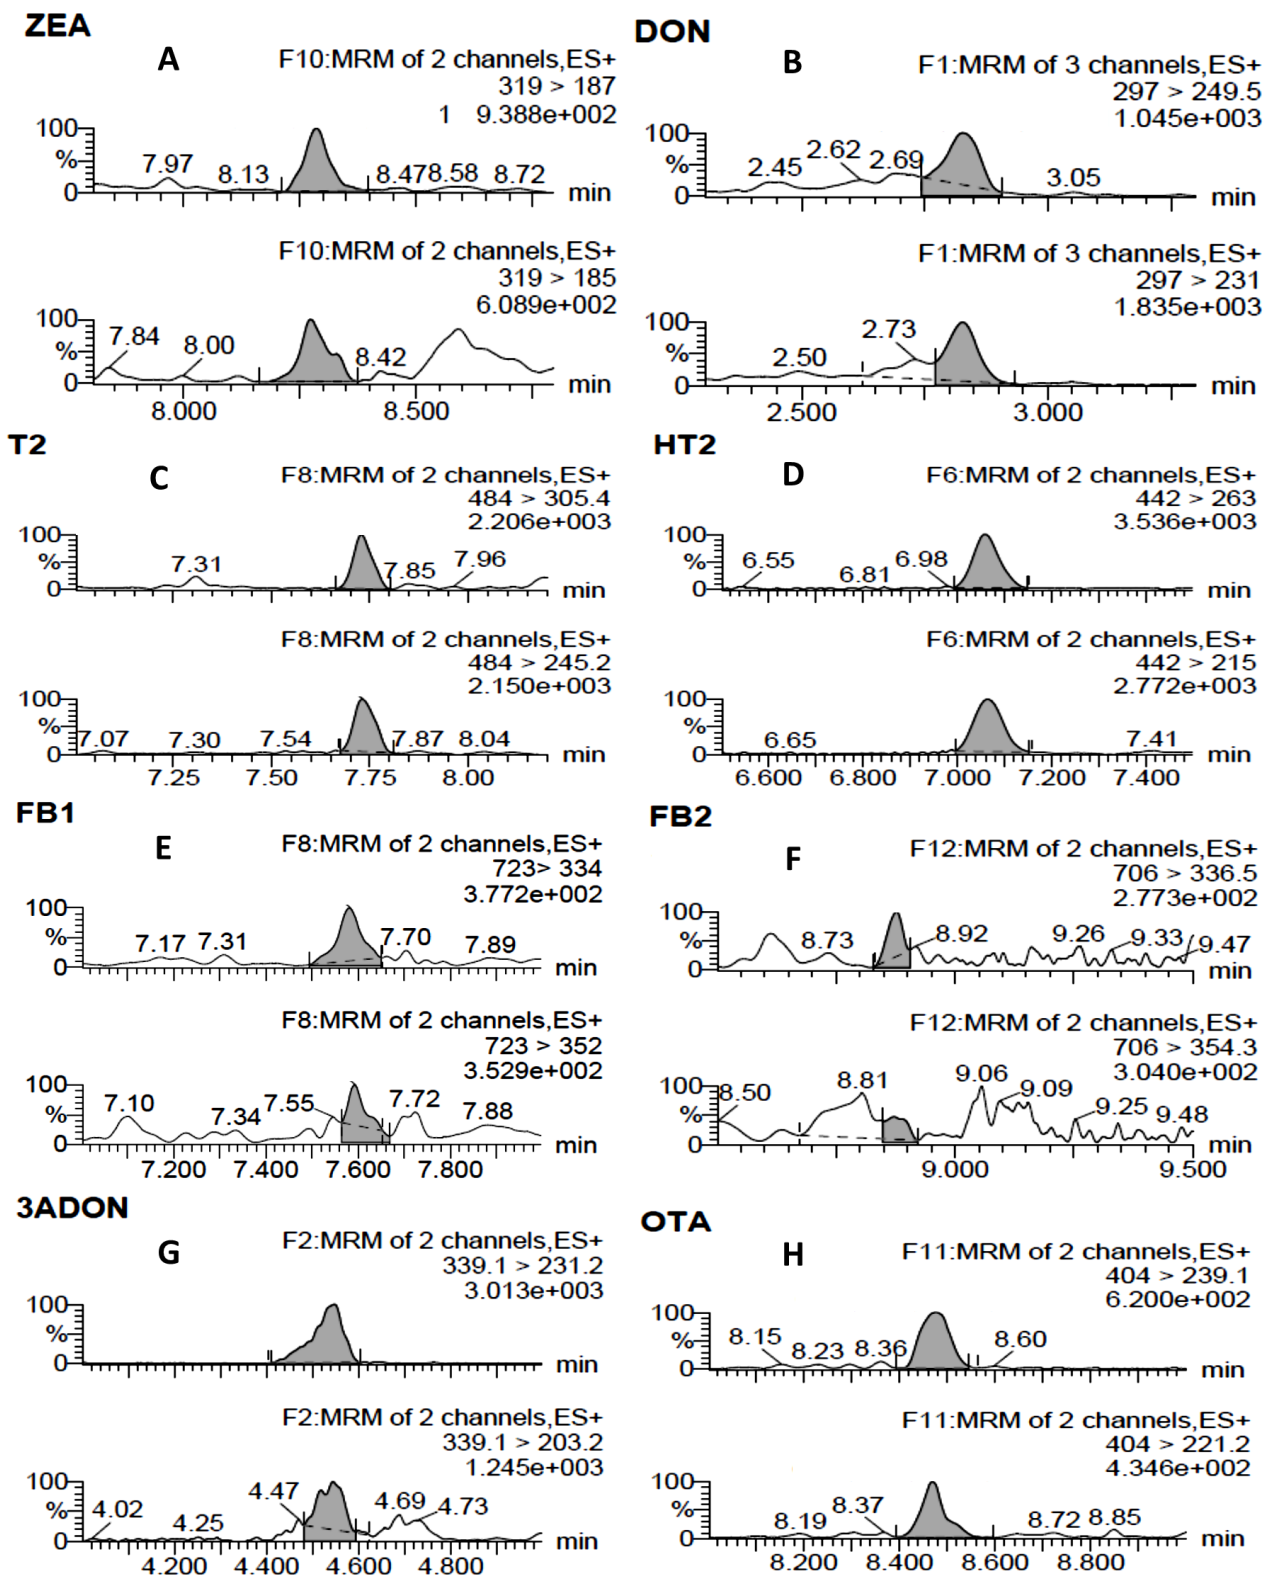 ZEA
A
F10:MRM of 2 channels,ES+
319 > 187
1 9.388e+002
100
%
0
7.97
8.13
8.47
8.58
8.72
min
F10:MRM of 2 channels,ES+
319 > 185
6.089e+002
100
%
0
7.84
8.00
8.42
min
8.000
8.500
DON
B
F1:MRM of 3 channels,ES+
297 > 249.5
1.045e+003
100
%
0
2.45
2.62
2.69
3.05
min
F1:MRM of 3 channels,ES+
297 > 231
1.835e+003
100
%
0
2.50
2.73
min
2.500
3.000
T2
C
F8:MRM of 2 channels,ES+
484 > 305.4
2.206e+003
100
%
0
7.31
7.85
7.96
min
F8:MRM of 2 channels,ES+
484 > 245.2
2.150e+003
100
%
0
7.07
7.30
7.54
7.87
8.04
min
7.25
7.50
7.75
8.00
HT2
D
F6:MRM of 2 channels,ES+
442 > 263
3.536e+003
100
%
0
6.55
6.81
6.98
min
F6:MRM of 2 channels,ES+
442 > 215
2.772e+003
100
%
0
6.65
7.41
min
6.600
6.800
7.000
7.200
7.400
FB1
E
F8:MRM of 2 channels,ES+
723> 334
3.772e+002
100
%
0
7.17
7.31
7.70
7.89
min
F8:MRM of 2 channels,ES+
723 > 352
3.529e+002
100
%
0
7.10
7.34
7.55
7.72
7.88
min
7.200
7.400
7.600
7.800
FB2
F
F12:MRM of 2 channels,ES+
706 > 336.5
2.773e+002
100
%
0
8.73
8.92
9.26
9.33
9.47
min
F12:MRM of 2 channels,ES+
706 > 354.3
3.040e+002
100
%
0
8.50
8.81
9.06
9.09
9.25
9.48
min
9.000
9.500
3ADON
G
F2:MRM of 2 channels,ES+
339.1 > 231.2
3.013e+003
100
%
0
min
F2:MRM of 2 channels,ES+
339.1 > 203.2
1.245e+003
100
%
0
4.02
4.25
4.47
4.69
4.73
min
4.200
4.400
4.600
4.800
OTA
H
F11:MRM of 2 channels,ES+
404 > 239.1
6.200e+002
100
%
0
8.15
8.23
8.36
8.60
min
F11:MRM of 2 channels,ES+
404 > 221.2
4.346e+002
100
%
0
8.19
8.37
8.72
8.85
min
8.200
8.400
8.600
8.800